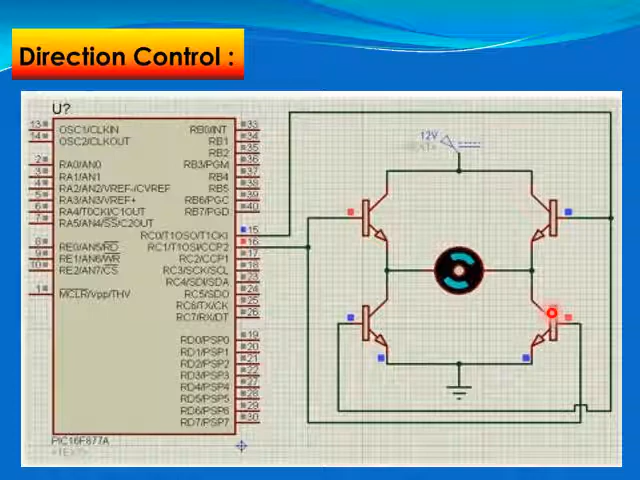 Direction Control :
U?
13 OSC1/CLKIN RB0/INT 33
14 OSC2/CLKOUT RB1 34
RB2 35
2 RA0/AN0 RB3/PGM 36
3 RA1/AN1 RB4 37
4 RA2/AN2/VREF-/CVREF RB5 38
5 RA3/AN3/VREF+ RB6/PGC 39
6 RA4/T0CKI/C1OUT RB7/PGD 40
7 RA5/AN4/SS/C2OUT
RC0/T1OSO/T1CKI 15
8 RE0/AN5/RD RC1/T1OSI/CCP2 16
9 RE1/AN6/WR RC2/CCP1 17
10 RE2/AN7/CS RC3/SCK/SCL 18
RC4/SDI/SDA 23
1 MCLR/Vpp/THV RC5/SDO 24
RC6/TX/CK 25
RC7/RX/DT 26
RD0/PSP0 19
RD1/PSP1 20
RD2/PSP2 21
RD3/PSP3 22
RD4/PSP4 27
RD5/PSP5 28
RD6/PSP6 29
RD7/PSP7 30
PIC16F877A
<TEXT>
12V
<TEXT>